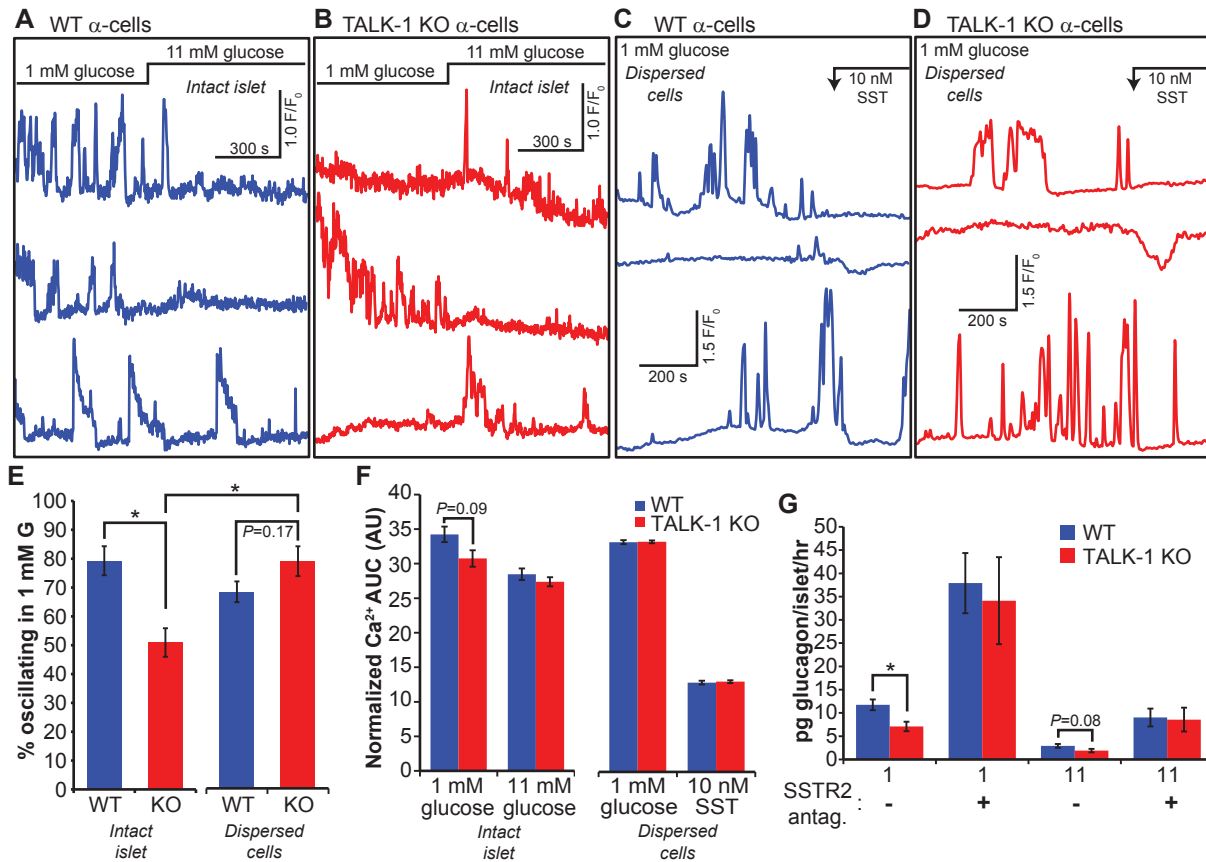 A WT α-cells
1 mM glucose
11 mM glucose
Intact islet
300 s
1.0 F/F0
B TALK-1 KO α-cells
1 mM glucose
11 mM glucose
Intact islet
300 s
1.0 F/F0
C WT α-cells
1 mM glucose
Dispersed
cells
10 nM
SST
200 s
1.5 F/F0
D TALK-1 KO α-cells
1 mM glucose
Dispersed
cells
10 nM
SST
200 s
1.5 F/F0
E
% oscillating in 1 mM G
100
90
80
70
60
50
40
30
20
10
0
*
*
P=0.17
WT KO WT KO
Intact
islet
Dispersed
cells
F
Normalized Ca²⁺ AUC (AU)
40
35
30
25
20
15
10
5
0
P=0.09
WT
TALK-1 KO
1 mM
glucose
11 mM
glucose
1 mM
glucose
10 nM
SST
Intact
islet
Dispersed
cells
G
pg glucagon/islet/hr
50
45
40
35
30
25
20
15
10
5
0
WT
TALK-1 KO
*
P=0.08
1 1 11 11
SSTR2
antag.
: - + - +